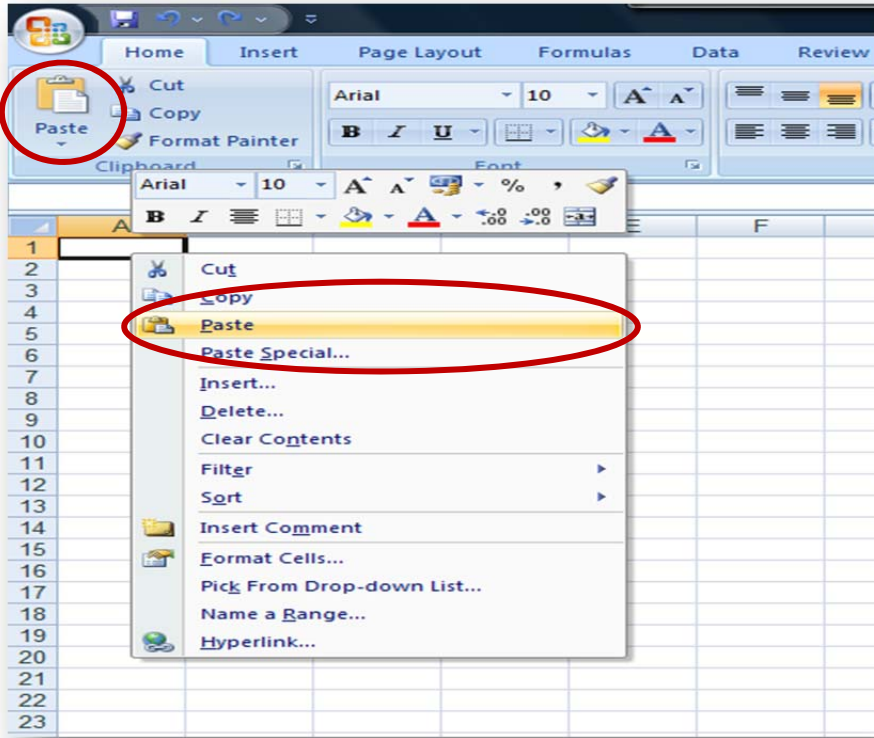 Home Insert Page Layout Formulas Data Review
Cut
Copy
Paste
Format Painter
Arial 10 A A
B I U A
Clipboard Font
Arial 10 A A % ,
B I A .00 .00 a
A E F
1
2
3
4
5
6
7
8
9
10
11
12
13
14
15
16
17
18
19
20
21
22
23
Cut
Copy
Paste
Paste Special...
Insert...
Delete...
Clear Contents
Filter
Sort
Insert Comment
Format Cells...
Pick From Drop-down List...
Name a Range...
Hyperlink...